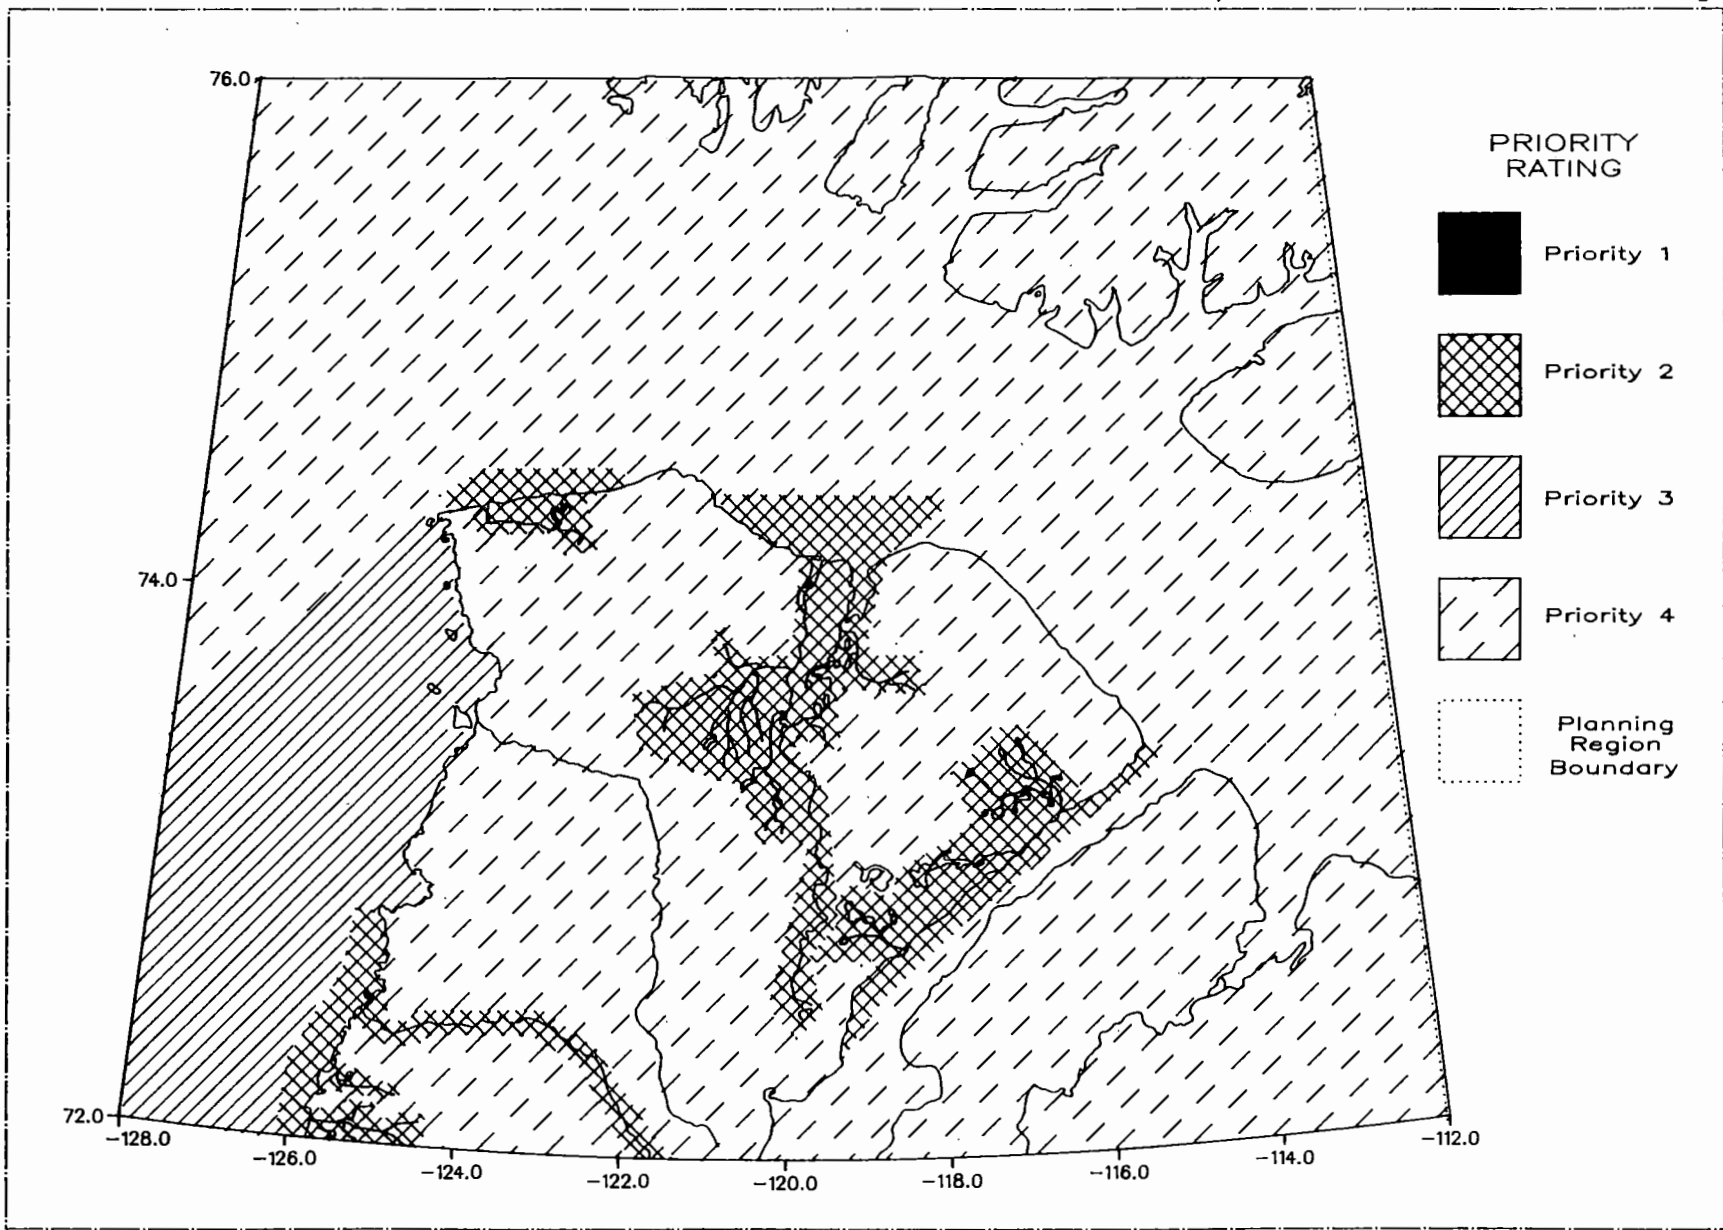 76.0
74.0
72.0
-128.0
-126.0
-124.0
-122.0
-120.0
-118.0
-116.0
-114.0
-112.0
PRIORITY
RATING
Priority 1
Priority 2
Priority 3
Priority 4
Planning
Region
Boundary